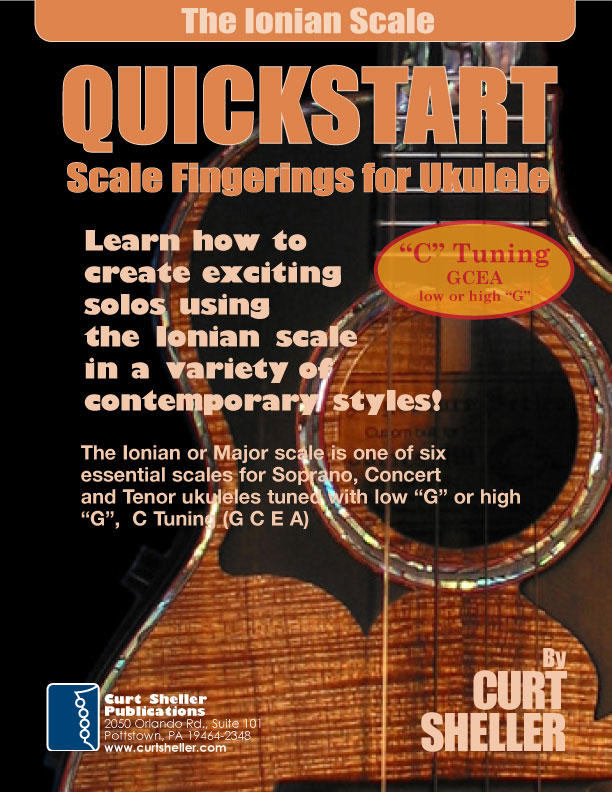 The Ionian Scale
QUICKSTART
Scale Fingerings for Ukulele
Learn how to
create exciting
solos using
the Ionian scale
in a variety of
contemporary styles!
“C” Tuning
GCEA
low or high “G”
The Ionian or Major scale is one of six
essential scales for Soprano, Concert
and Tenor ukuleles tuned with low “G” or high
“G”,  C Tuning (G C E A)
By
CURT
SHELLER
Curt Sheller
Publications
2050 Orlando Rd., Suite 101
Pottstown, PA 19464-2348
www.curtsheller.com